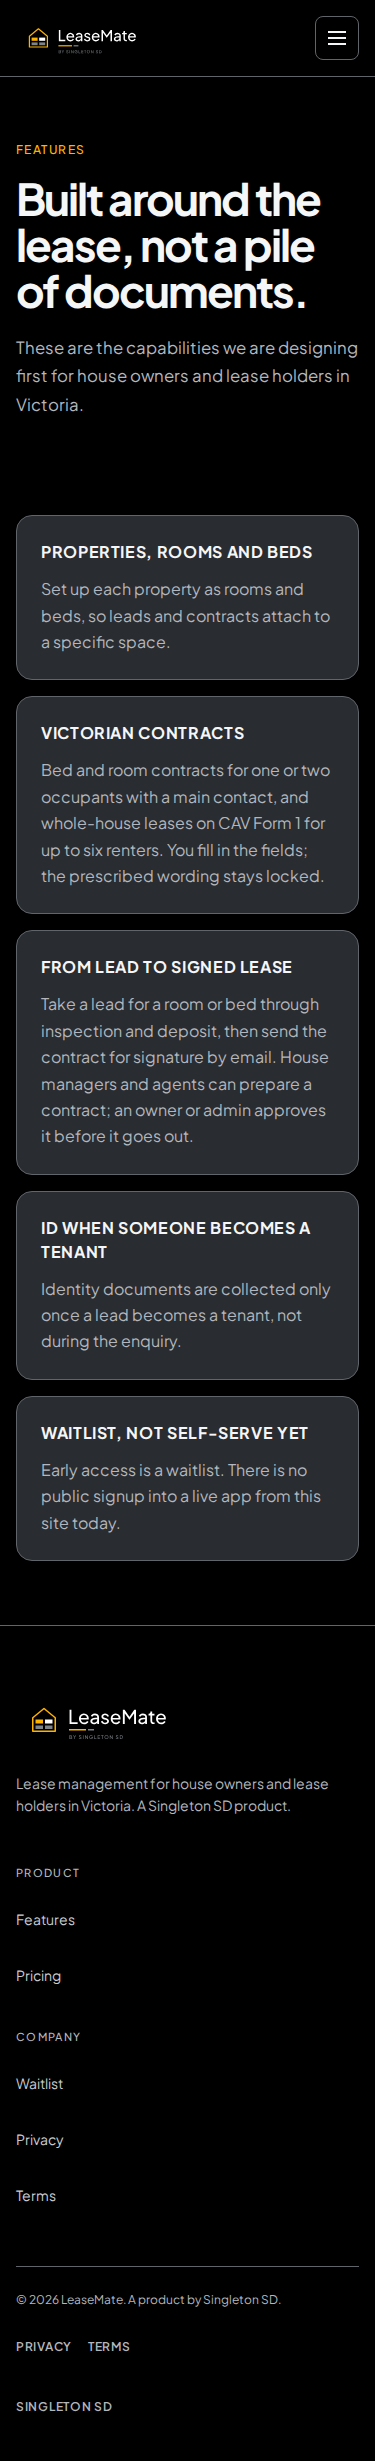 LeaseMate
BY SINGLETON SD
FEATURES
Built around the
lease, not a pile
of documents.
These are the capabilities we are designing
first for house owners and lease holders in
Victoria.
PROPERTIES, ROOMS AND BEDS
Set up each property as rooms and
beds, so leads and contracts attach to
a specific space.
VICTORIAN CONTRACTS
Bed and room contracts for one or two
occupants with a main contact, and
whole-house leases on CAV Form 1 for
up to six renters. You fill in the fields;
the prescribed wording stays locked.
FROM LEAD TO SIGNED LEASE
Take a lead for a room or bed through
inspection and deposit, then send the
contract for signature by email. House
managers and agents can prepare a
contract; an owner or admin approves
it before it goes out.
ID WHEN SOMEONE BECOMES A
TENANT
Identity documents are collected only
once a lead becomes a tenant, not
during the enquiry.
WAITLIST, NOT SELF-SERVE YET
Early access is a waitlist. There is no
public signup into a live app from this
site today.
LeaseMate
BY SINGLETON SD
Lease management for house owners and lease
holders in Victoria. A Singleton SD product.
PRODUCT
Features
Pricing
COMPANY
Waitlist
Privacy
Terms
© 2026 LeaseMate. A product by Singleton SD.
PRIVACY TERMS
SINGLETON SD